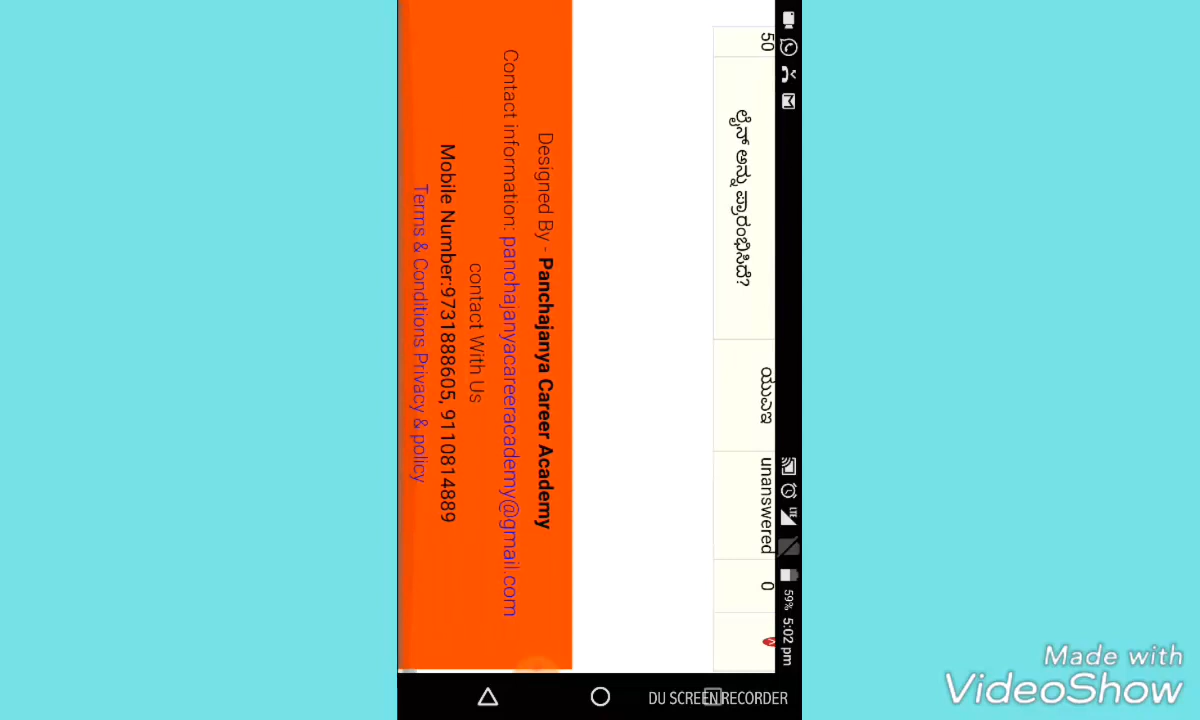 59% 5:02 pm
50
ಲೈನ್ ಅನ್ನು ಪ್ರಾರಂಭಿಸಿದೆ?
ಯುಎಇ
unanswered
0
Designed By - Panchajanya Career Academy
Contact information: panchajanyacareeracademy@gmail.com
contact With Us
Mobile Number:9731888605, 9110814889
Terms & Conditions Privacy & policy
DU SCREEN RECORDER
Made with
VideoShow